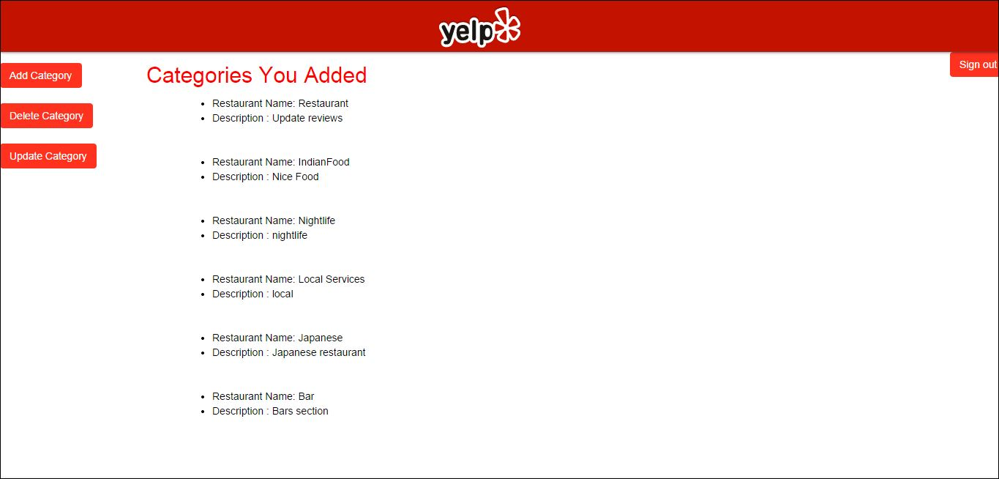 yelp
Add Category
Delete Category
Update Category
Categories You Added
Sign out
Restaurant Name: Restaurant
Description : Update reviews
Restaurant Name: IndianFood
Description : Nice Food
Restaurant Name: Nightlife
Description : nightlife
Restaurant Name: Local Services
Description : local
Restaurant Name: Japanese
Description : Japanese restaurant
Restaurant Name: Bar
Description : Bars section